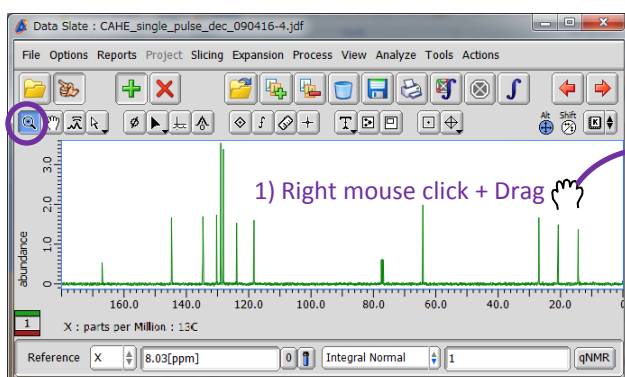 Data Slate : CAHE_single_pulse_dec_090416-4.jdf
File Options Reports Project Slicing Expansion Process View Analyze Tools Actions
Alt Shift
K
1) Right mouse click + Drag
abundance
0 1.0 2.0 3.0
160.0 140.0 120.0 100.0 80.0 60.0 40.0 20.0 0
1
X : parts per Million : 13C
Reference X 8.03[ppm] 0 Integral Normal 1 qNMR